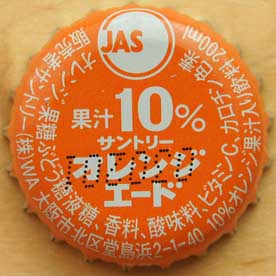 JAS
果汁10%
サントリー
オレンジ
エード
10%オレンジ果汁入り飲料 200ml
オレンジ、果糖ぶどう糖液糖、香料、酸味料、ビタミンC、カロチン色素
販売者サントリー(株)WA 大阪市北区堂島浜2-1-40